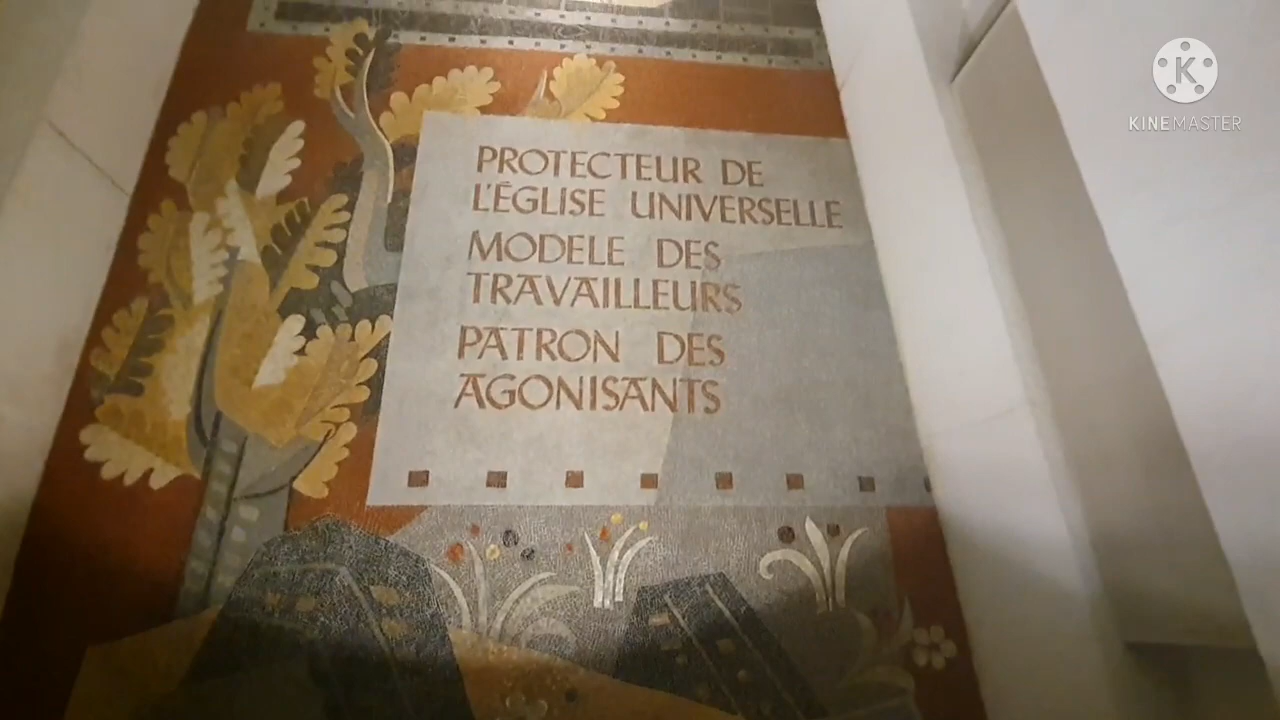 PROTECTEUR DE
L'ÉGLISE UNIVERSELLE
MODELE DES
TRAVAILLEURS
PATRON DES
AGONISANTS
K
KINEMASTER